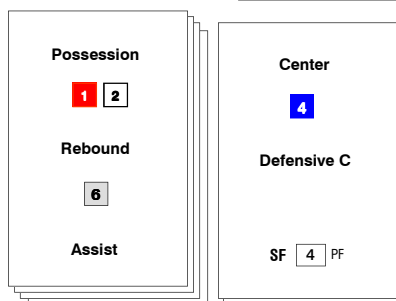 Possession
1 2
Rebound
6
Assist
Center
4
Defensive C
SF 4 PF